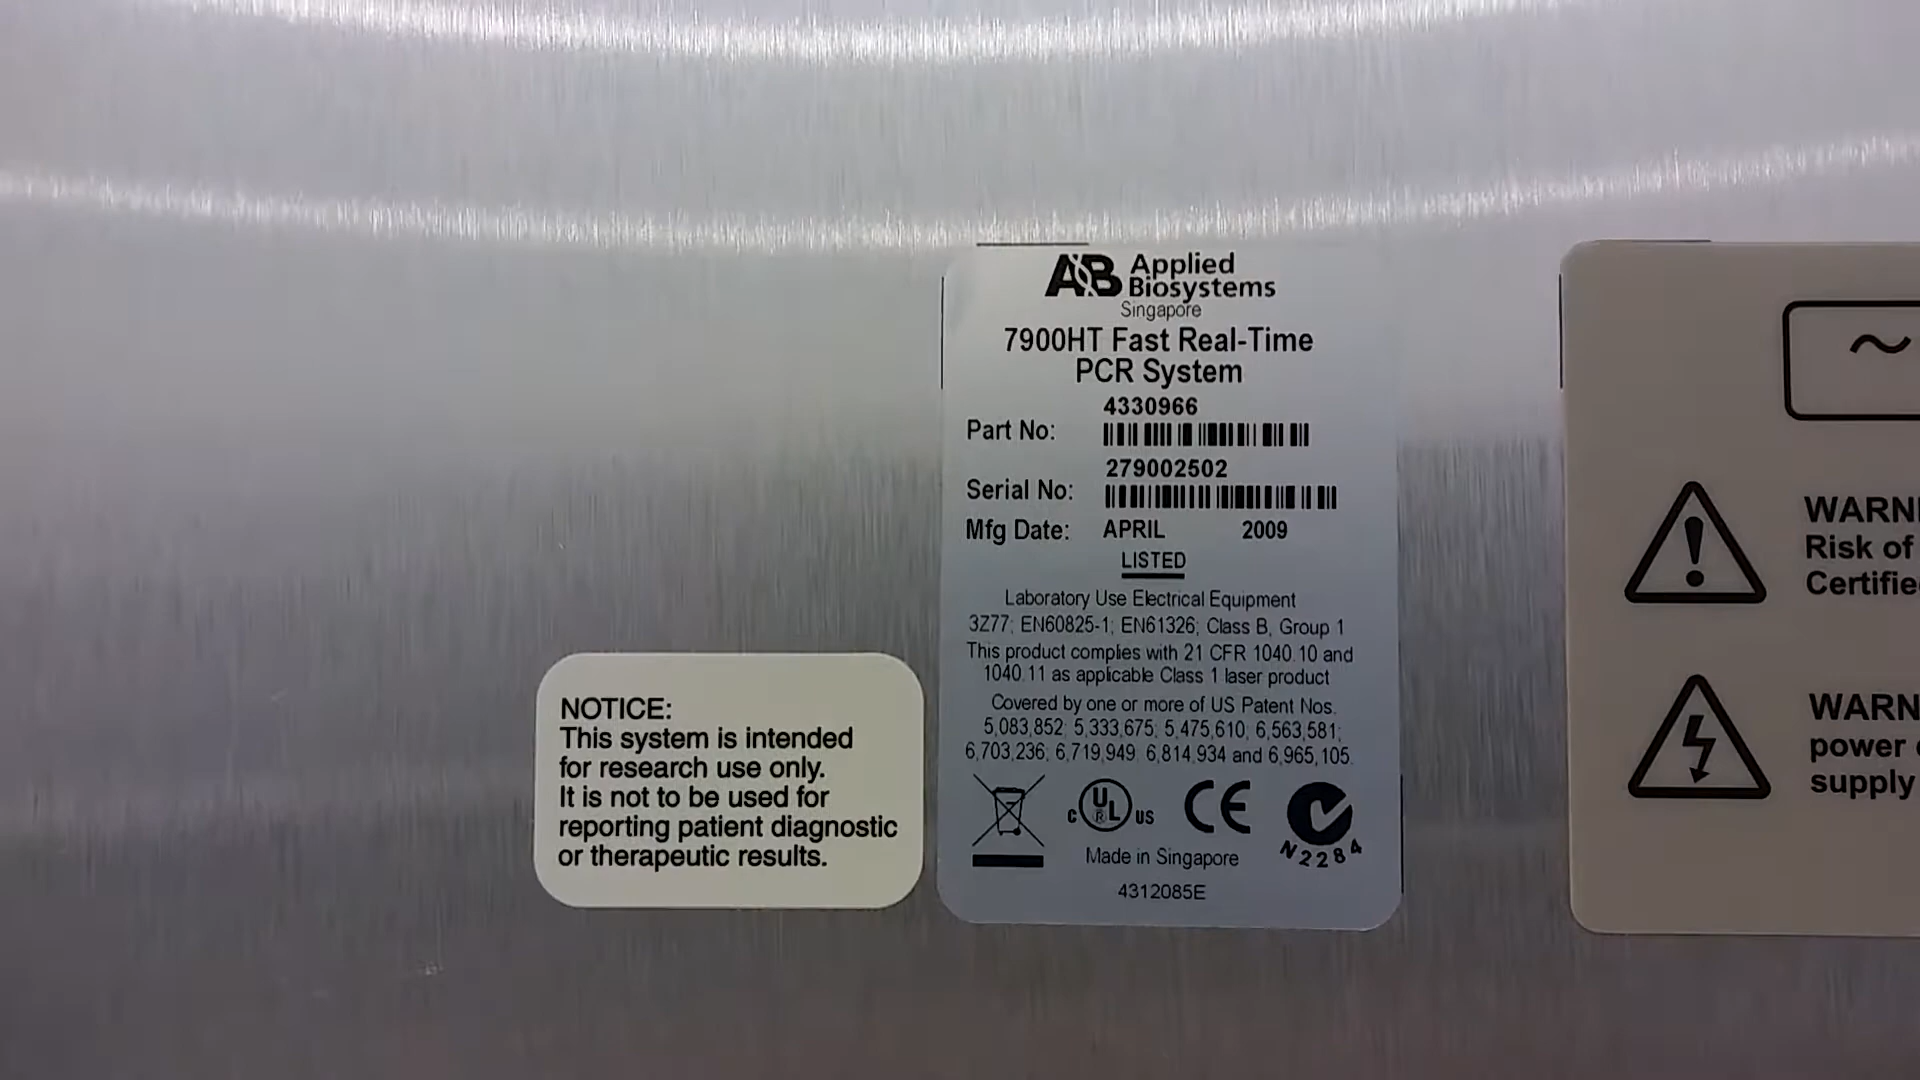 NOTICE:
This system is intended
for research use only.
It is not to be used for
reporting patient diagnostic
or therapeutic results.
AB Applied
Biosystems
Singapore
7900HT Fast Real-Time
PCR System
4330966
Part No:
279002502
Serial No:
Mfg Date: APRIL 2009
LISTED
Laboratory Use Electrical Equipment
3Z77; EN60825-1; EN61326; Class B, Group 1
This product complies with 21 CFR 1040.10 and
1040.11 as applicable Class 1 laser product
Covered by one or more of US Patent Nos.
5,083,852; 5,333,675; 5,475,610; 6,563,581;
6,703,236; 6,719,949; 6,814,934 and 6,965,105.
C UL R US CE
N2284
Made in Singapore
4312085E
~
WARN
Risk of
Certifie
WARN
power
supply